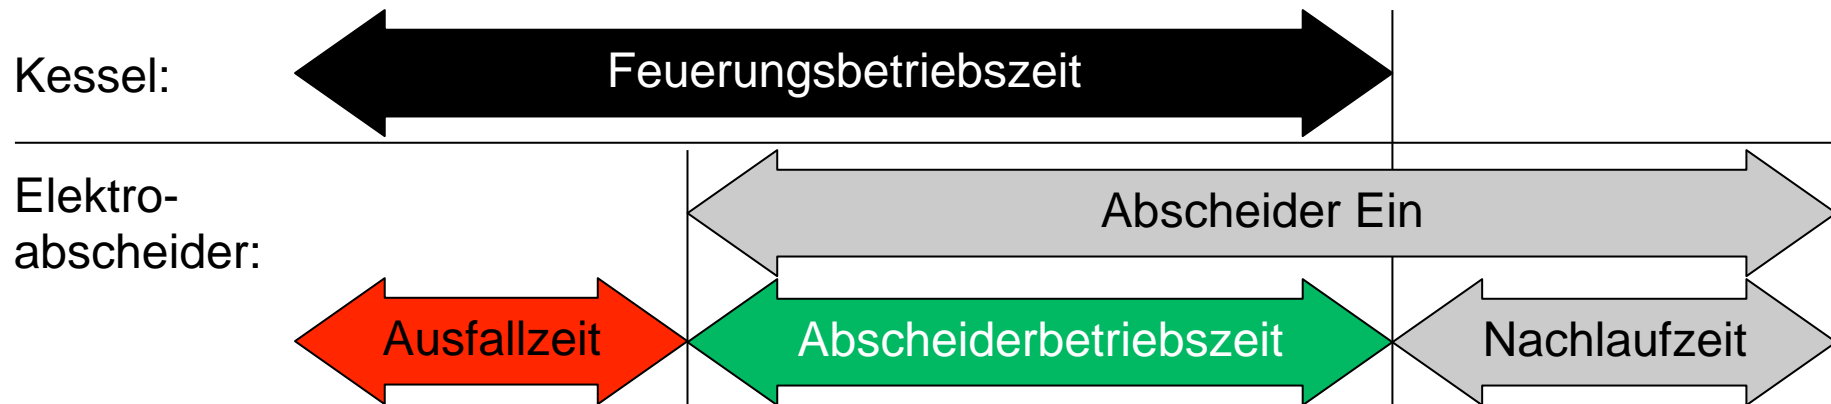 Kessel:
Feuerungsbetriebszeit
Elektro-
abscheider:
Abscheider Ein
Ausfallzeit
Abscheiderbetriebszeit
Nachlaufzeit